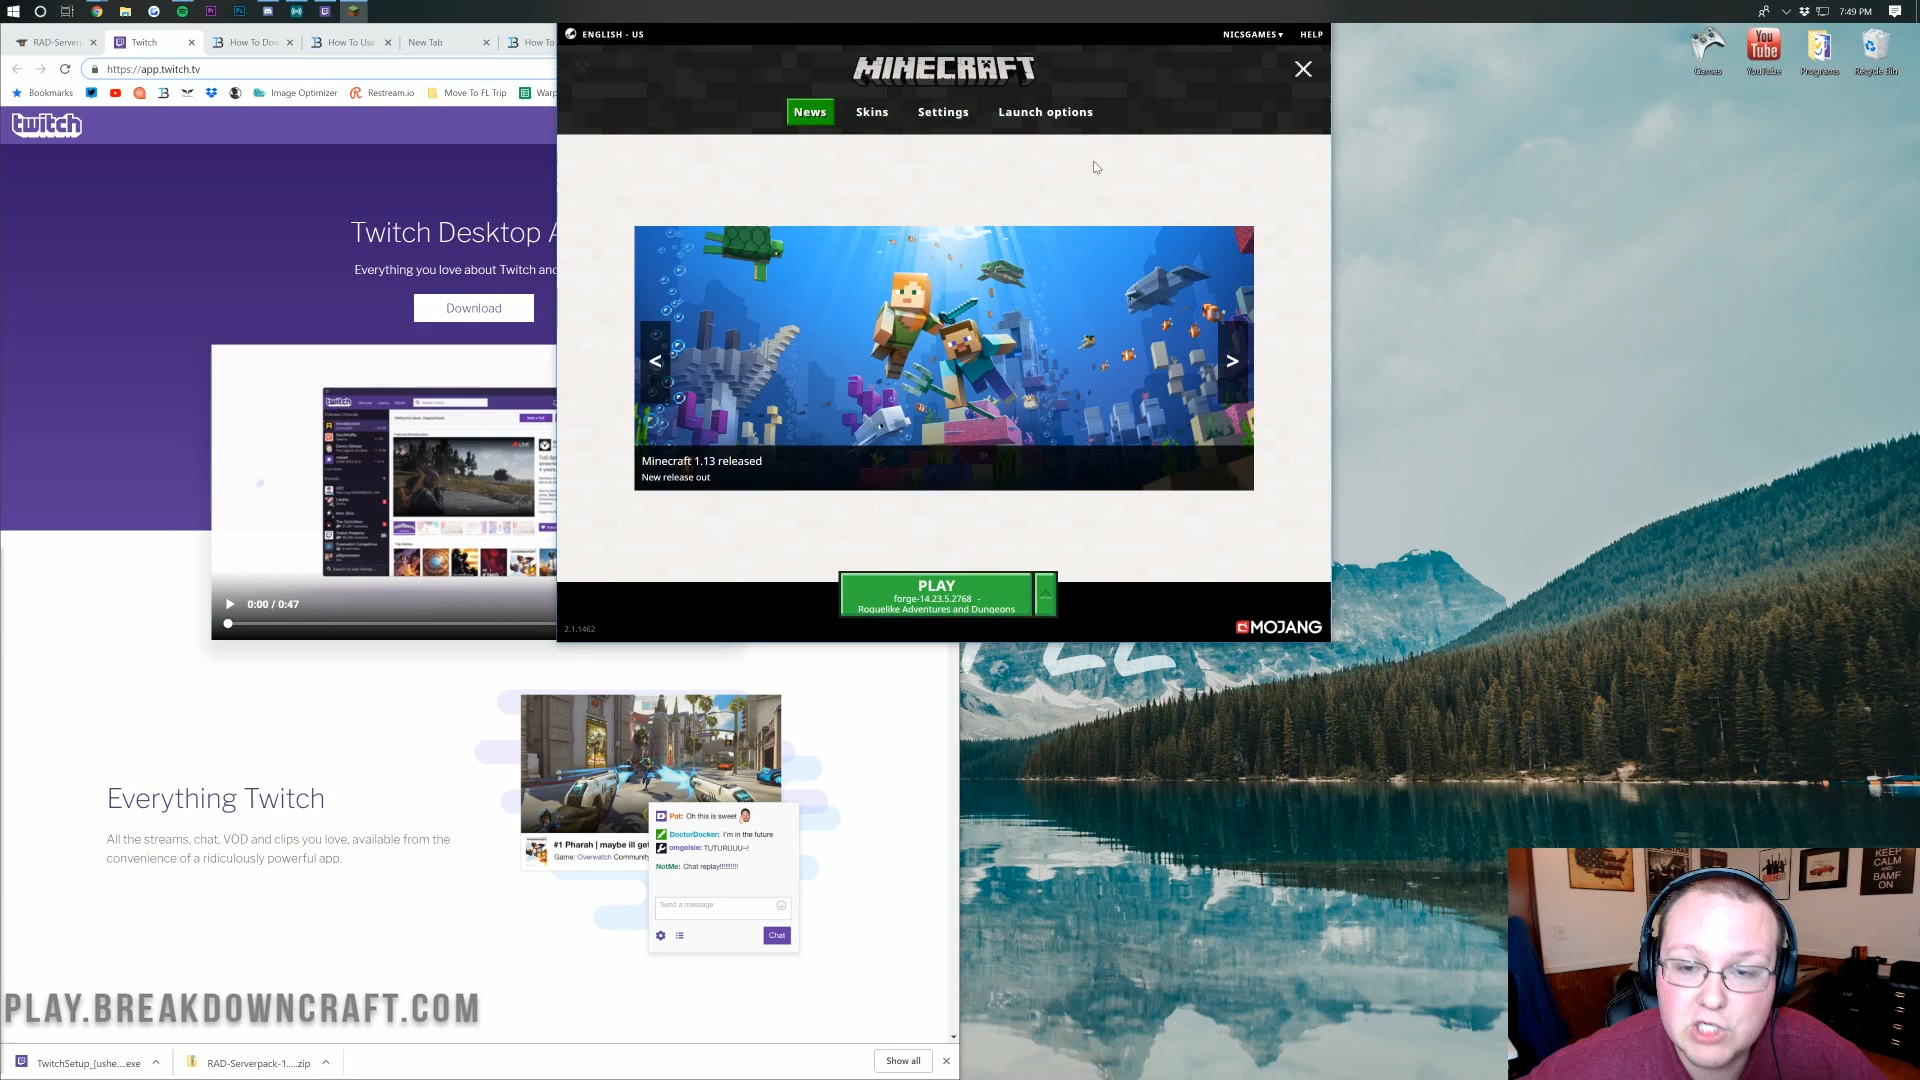 7:49 PM
RAD-Server
Twitch
How To Dow
How To Use
New Tab
How To
https://app.twitch.tv
Bookmarks
Image Optimizer
Restream.io
Move To FL Trip
Warp
twitch
Twitch Desktop A
Everything you love about Twitch and
Download
0:00 / 0:47
Everything Twitch
All the streams, chat, VOD and clips you love, available from the
convenience of a ridiculously powerful app.
#1 Pharah | maybe ill get
Game: Overwatch Community
Pat: Oh this is sweet
DoctorDocker: I'm in the future
omgelsie: TUTURUUU~!
NotMe: Chat replay!!!!!!!!!!
Send a message
Chat
PLAY.BREAKDOWNCRAFT.COM
TwitchSetup_[ushe....exe
RAD-Serverpack-1.....zip
Show all
ENGLISH - US
NICSGAMES
HELP
MINECRAFT
News
Skins
Settings
Launch options
Minecraft 1.13 released
New release out
PLAY
forge-14.23.5.2768 -
Roguelike Adventures and Dungeons
2.1.1462
MOJANG
Games
YouTube
Programs
Recycle Bin
KEEP
CALM
AND
BAMF
ON